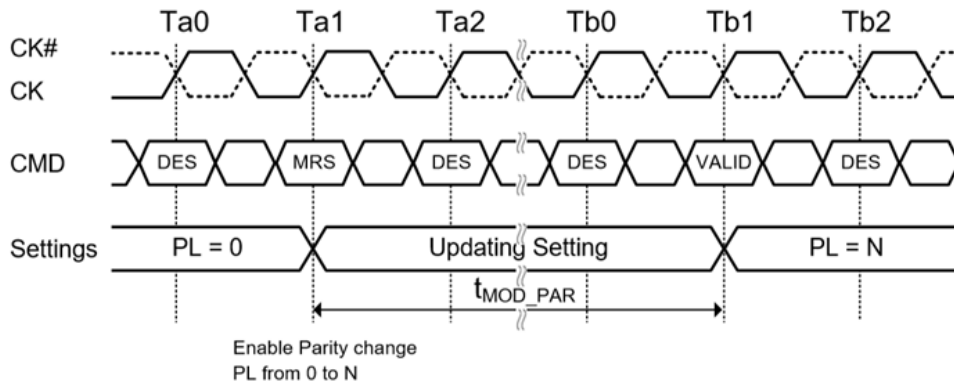 Ta0 Ta1 Ta2 Tb0 Tb1 Tb2
CK#
CK
CMD DES MRS DES DES VALID DES
Settings PL = 0 Updating Setting PL = N
tMOD_PAR
Enable Parity change
PL from 0 to N